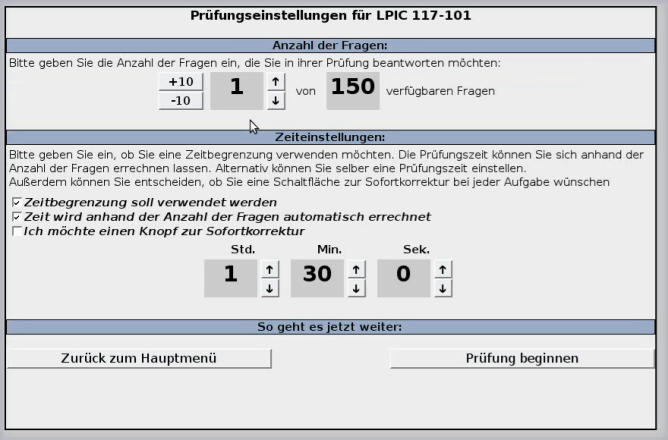 Prüfungseinstellungen für LPIC 117-101
Anzahl der Fragen:
Bitte geben Sie die Anzahl der Fragen ein, die Sie in ihrer Prüfung beantworten möchten:
+10
-10
1 von 150 verfügbaren Fragen
Zeiteinstellungen:
Bitte geben Sie ein, ob Sie eine Zeitbegrenzung verwenden möchten. Die Prüfungszeit können Sie sich anhand der
Anzahl der Fragen errechnen lassen. Alternativ können Sie selber eine Prüfungszeit einstellen.
Außerdem können Sie entscheiden, ob Sie eine Schaltfläche zur Sofortkorrektur bei jeder Aufgabe wünschen
Zeitbegrenzung soll verwendet werden
Zeit wird anhand der Anzahl der Fragen automatisch errechnet
Ich möchte einen Knopf zur Sofortkorrektur
Std. Min. Sek.
1 30 0
So geht es jetzt weiter:
Zurück zum Hauptmenü Prüfung beginnen